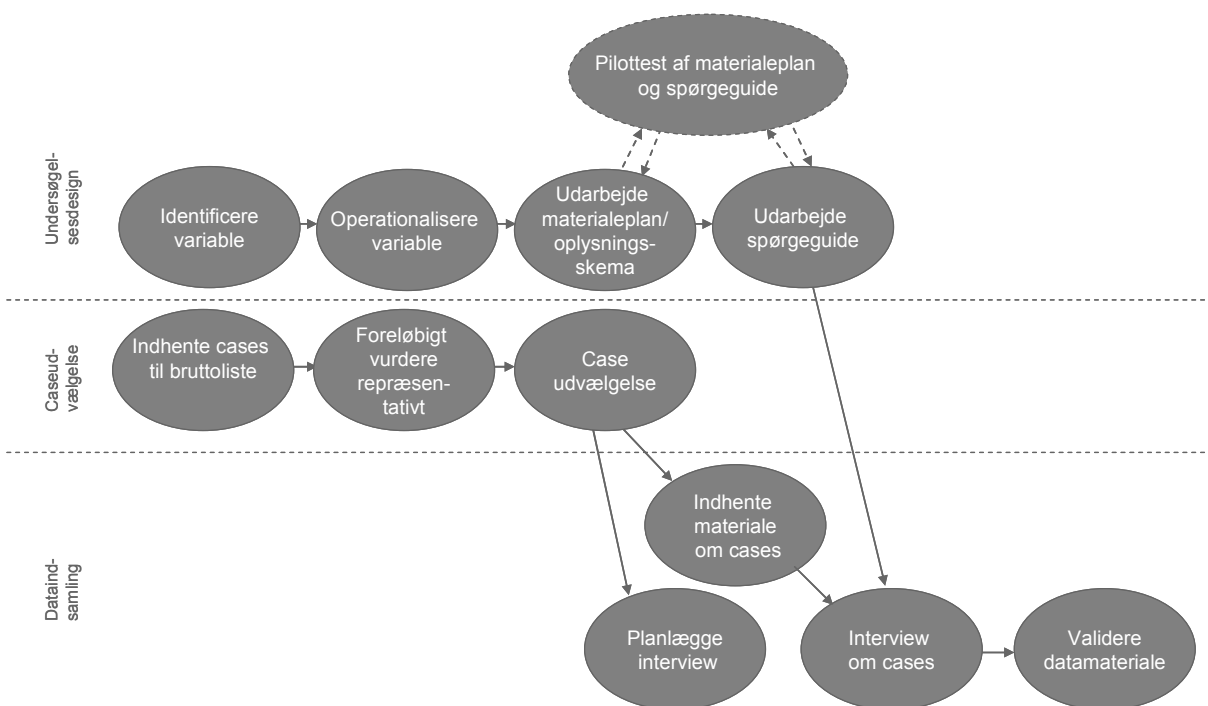 Pilottest af materialeplan
og spørgeguide
Undersøgel-
sesdesign
Identificere
variable
Operationalisere
variable
Udarbejde
materialeplan/
oplysnings-
skema
Udarbejde
spørgeguide
Caseud-
vælgelse
Indhente cases
til bruttoliste
Foreløbigt
vurdere
repræsen-
tativt
Case
udvælgelse
Dataind-
samling
Indhente
materiale
om cases
Planlægge
interview
Interview
om cases
Validere
datamateriale